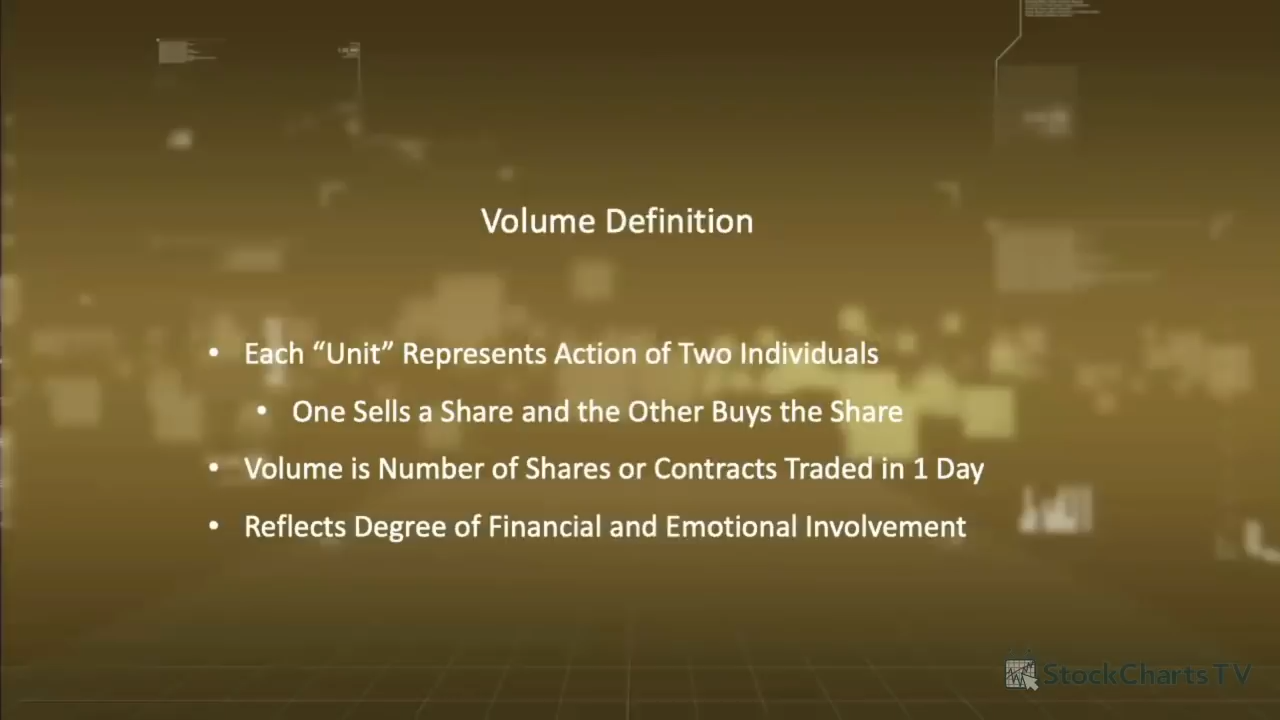 Volume Definition
• Each “Unit” Represents Action of Two Individuals
• One Sells a Share and the Other Buys the Share
• Volume is Number of Shares or Contracts Traded in 1 Day
• Reflects Degree of Financial and Emotional Involvement
StockChartsTV